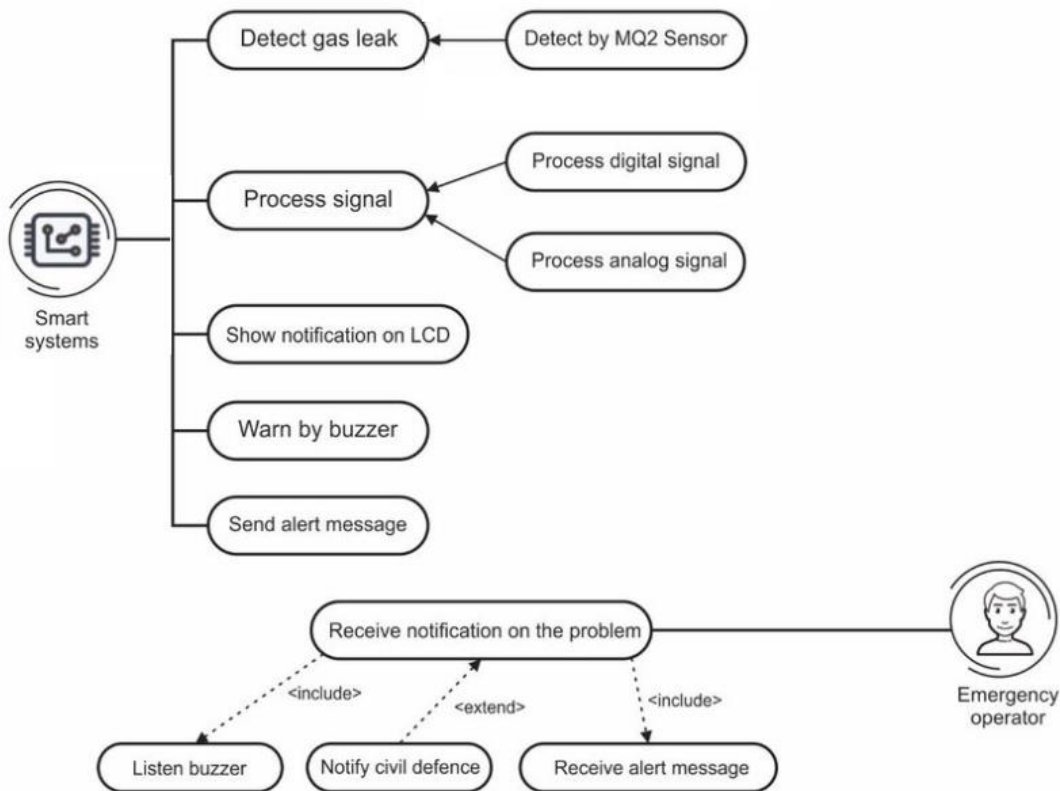 Detect gas leak
Detect by MQ2 Sensor
Process digital signal
Process signal
Process analog signal
Smart
systems
Show notification on LCD
Warn by buzzer
Send alert message
Receive notification on the problem
<include>
<extend>
<include>
Emergency
operator
Listen buzzer
Notify civil defence
Receive alert message